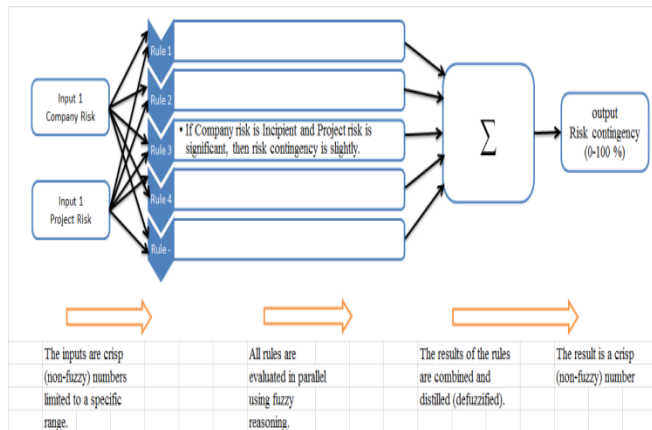 Input 1
Company Risk
Input 1
Project Risk
Rule 1
Rule 2
Rule 3
Rule 4
Rule -
• If Company risk is Incipient and Project risk is
significant, then risk contingency is slightly.
Σ
output
Risk contingency
(0-100 %)
The inputs are crisp
(non-fuzzy) numbers
limited to a specific
range.
All rules are
evaluated in parallel
using fuzzy
reasoning.
The results of the rules
are combined and
distilled (defuzzified).
The result is a crisp
(non-fuzzy) number